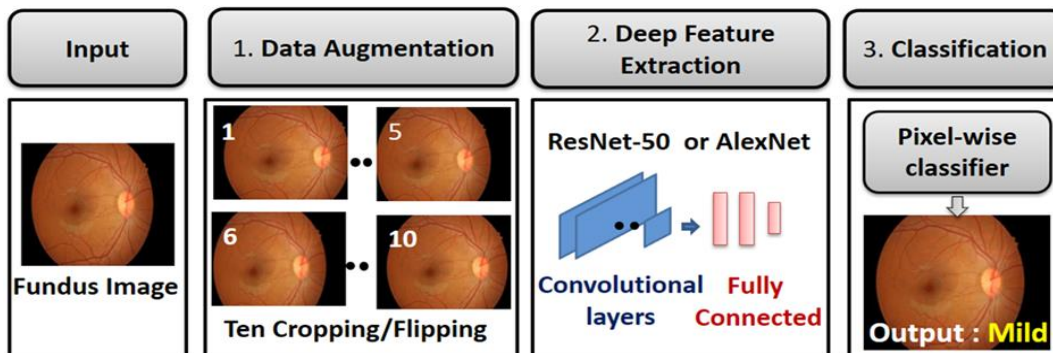 Input
1. Data Augmentation
2. Deep Feature
Extraction
3. Classification
Fundus Image
1
5
6
10
Ten Cropping/Flipping
ResNet-50 or AlexNet
Convolutional
layers
Fully
Connected
Pixel-wise
classifier
Output : Mild